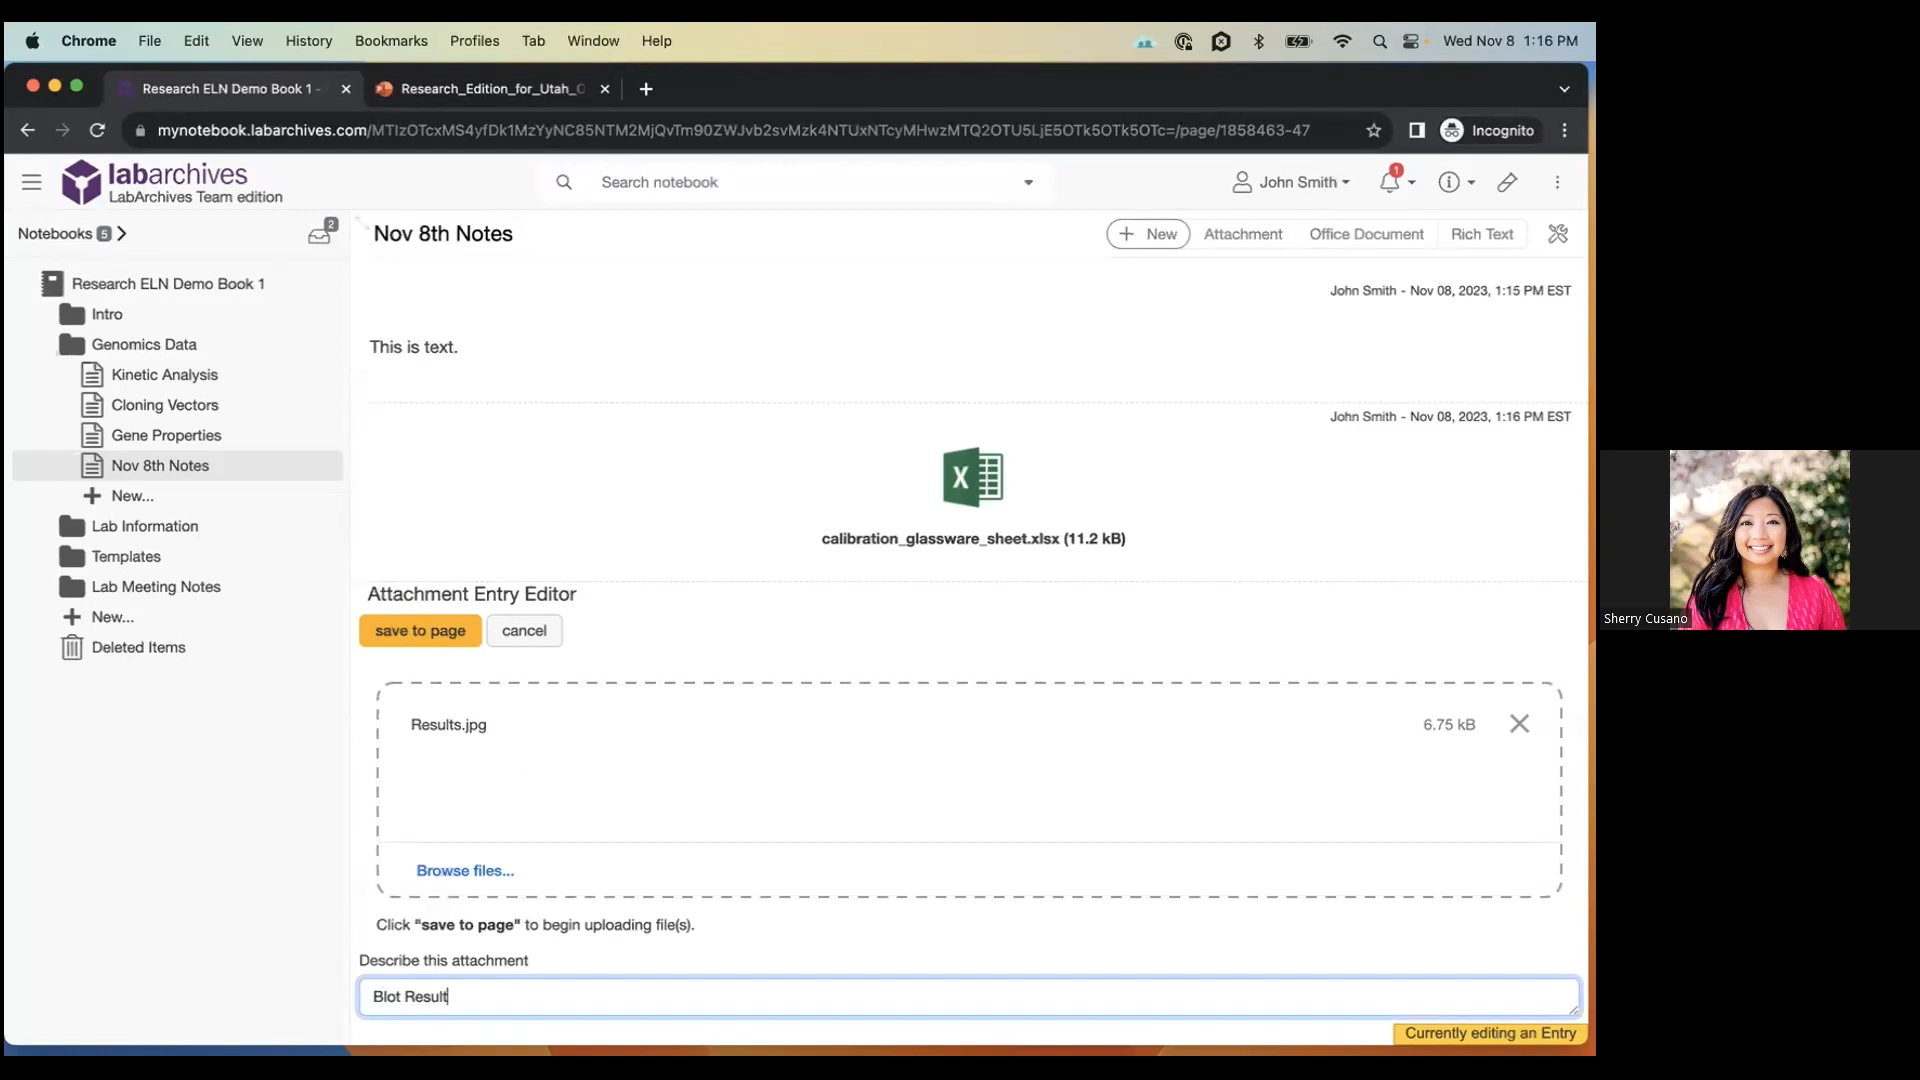 Chrome File Edit View History Bookmarks Profiles Tab Window Help Wed Nov 8 1:16 PM
Research ELN Demo Book 1 - Research_Edition_for_Utah_
mynotebook.labarchives.com/MTIzOTcxMS4yfDk1MzYyNC85NTM2MjQvTm90ZWJvb2svMzk4NTUxNTcyMHwzMTQ2OTU5LjE5OTk5OTk5OTc=/page/1858463-47 Incognito
labarchives
LabArchives Team edition
Search notebook
John Smith
1
Notebooks 5
2
Nov 8th Notes
New Attachment Office Document Rich Text
Research ELN Demo Book 1
Intro
Genomics Data
Kinetic Analysis
Cloning Vectors
Gene Properties
Nov 8th Notes
New...
Lab Information
Templates
Lab Meeting Notes
New...
Deleted Items
John Smith - Nov 08, 2023, 1:15 PM EST
This is text.
John Smith - Nov 08, 2023, 1:16 PM EST
X
calibration_glassware_sheet.xlsx (11.2 kB)
Attachment Entry Editor
save to page cancel
Results.jpg 6.75 kB
Browse files...
Click "save to page" to begin uploading file(s).
Describe this attachment
Blot Result
Currently editing an Entry
Sherry Cusano